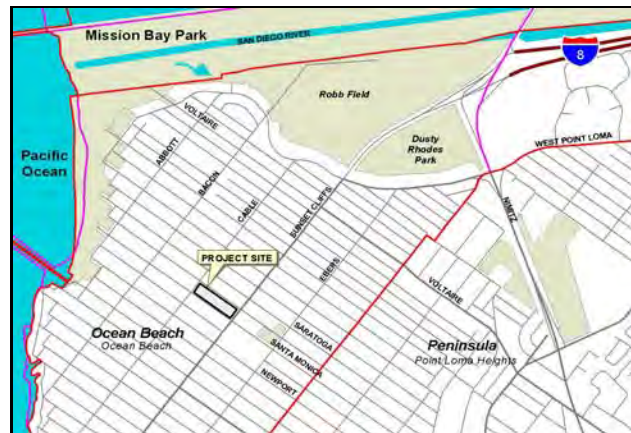 Mission Bay Park
SAN DIEGO RIVER
8
Robb Field
VOLTAIRE
Dusty
Rhodes
Park
WEST POINT LOMA
ABBOTT
Pacific
Ocean
BACON
CABLE
SUNSET CLIFFS
NIMITZ
PROJECT SITE
EBERS
VOLTAIRE
Ocean Beach
Ocean Beach
SARATOGA
SANTA MONICA
NEWPORT
Peninsula
Point Loma Heights